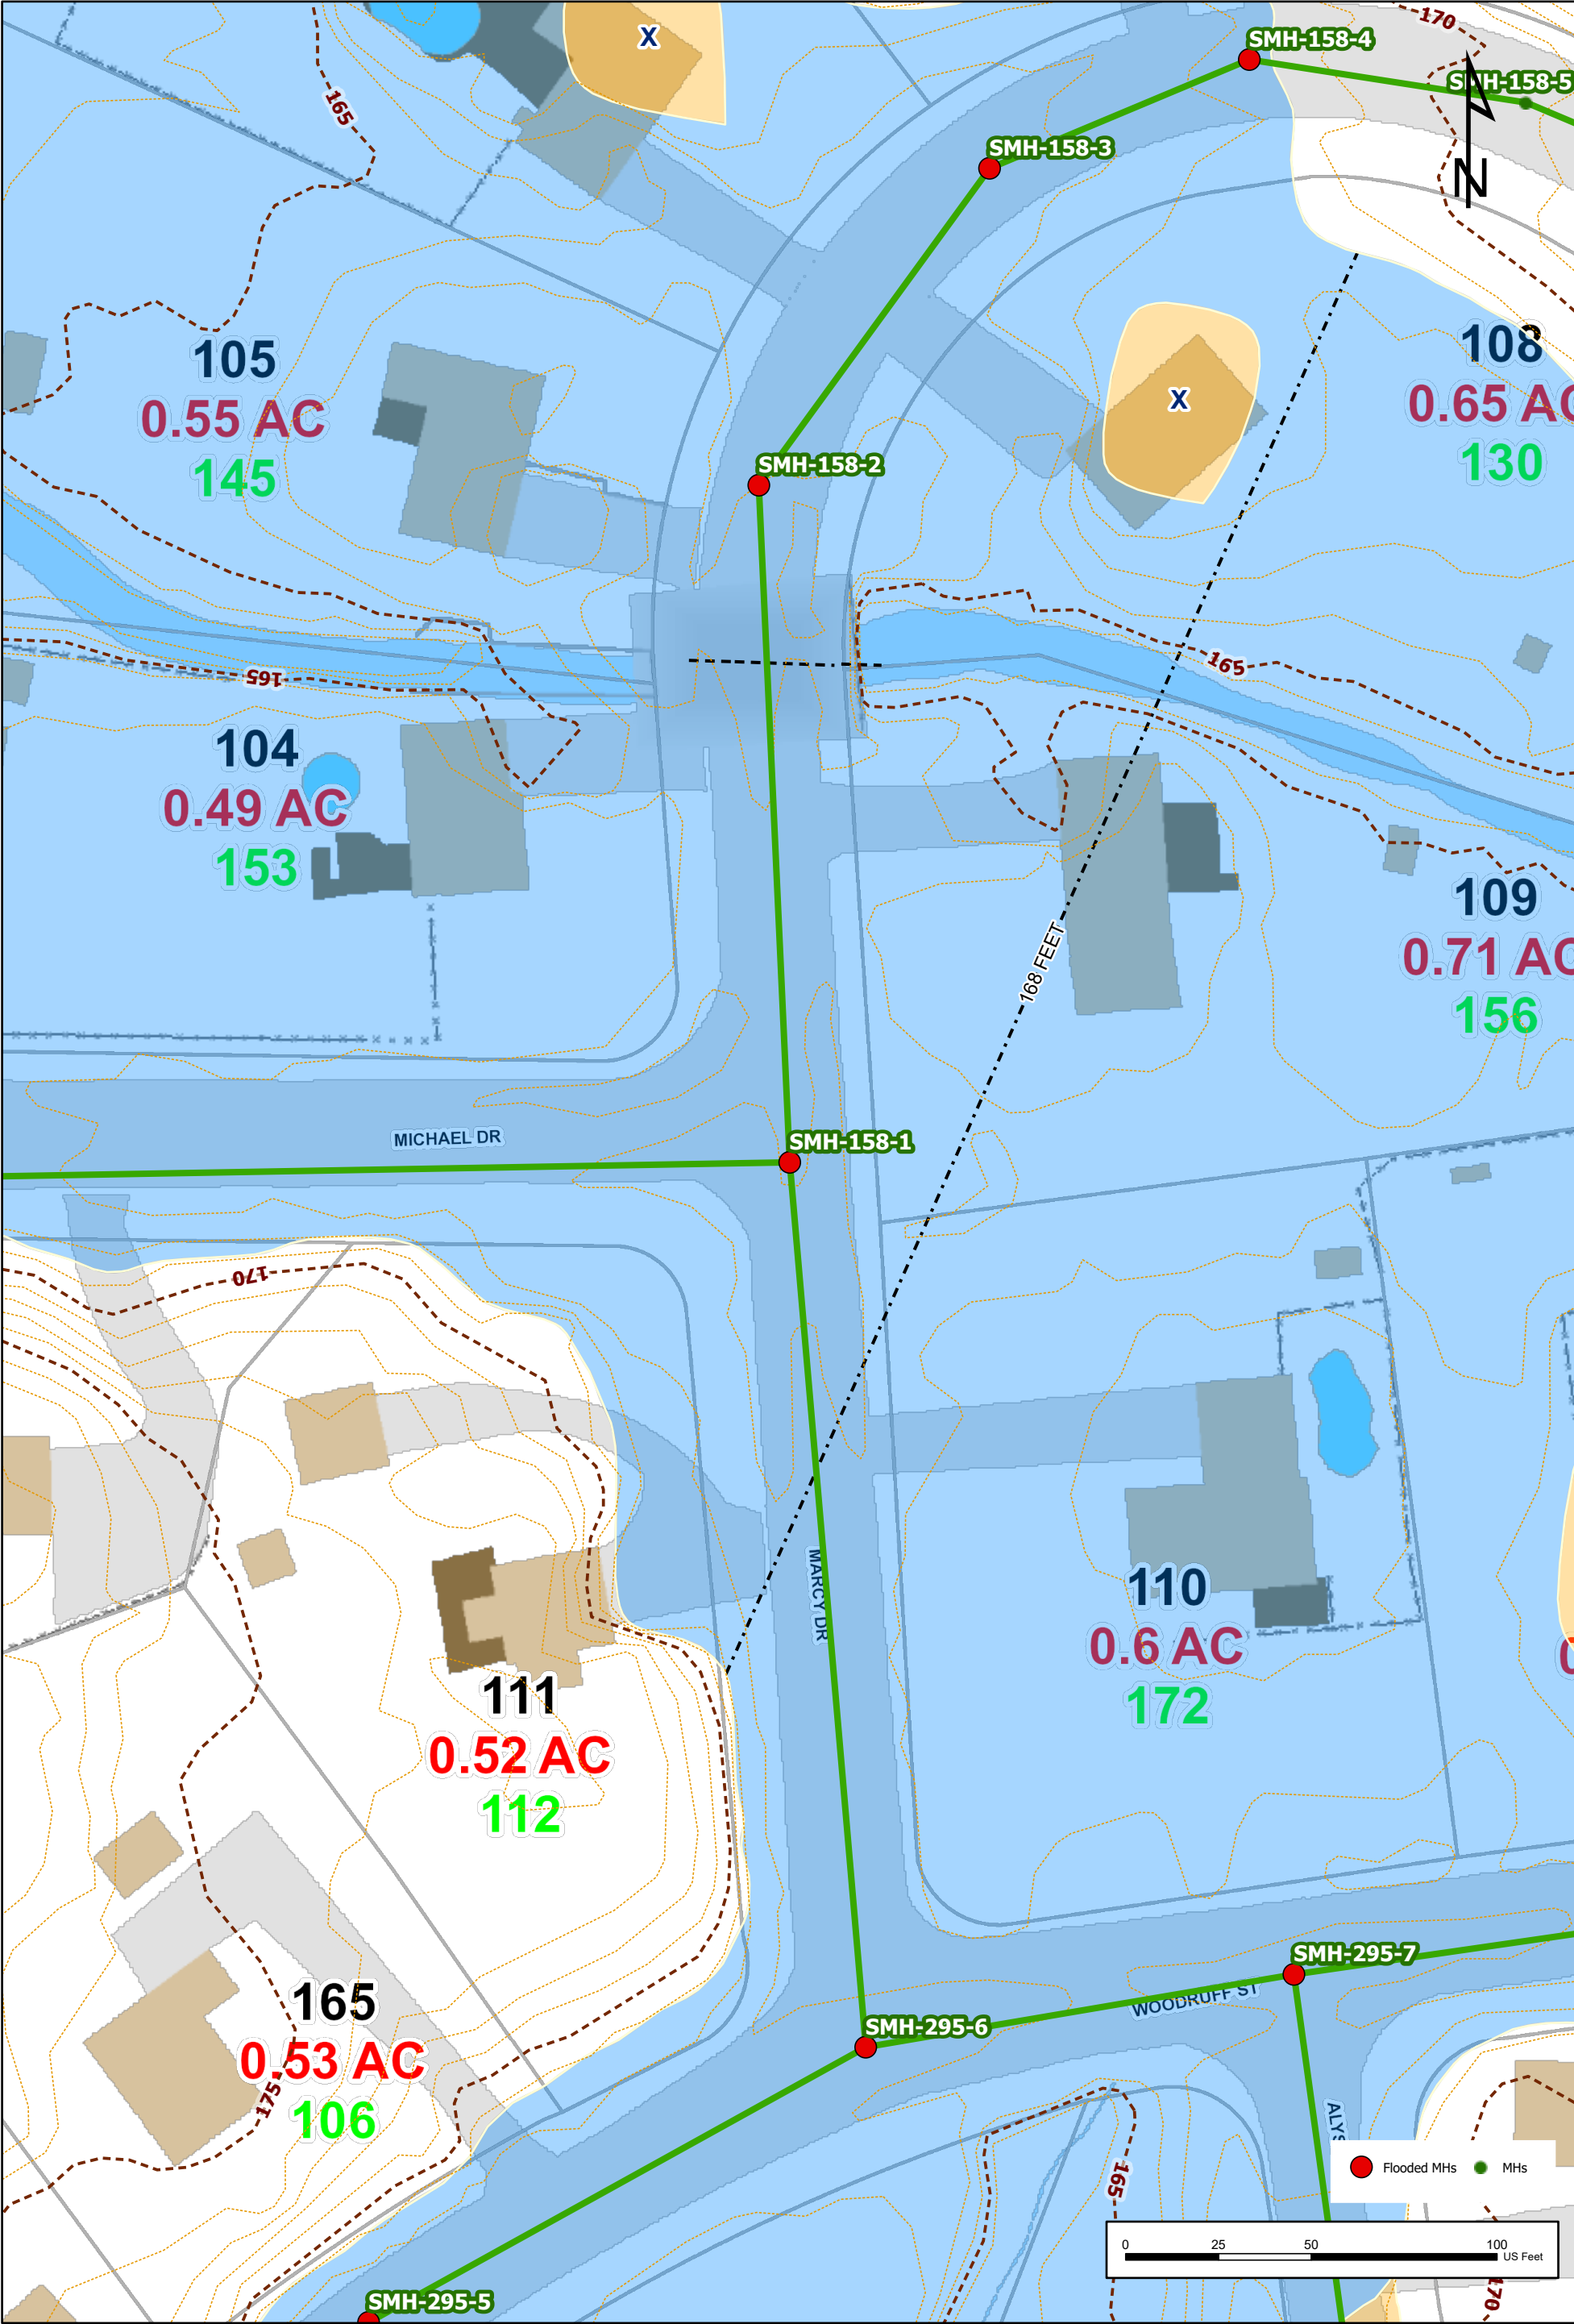 170
X
SMH-158-4
SMH-158-5
165
SMH-158-3
N
105
0.55 AC
145
108
0.65 AC
130
X
SMH-158-2
165
165
104
0.49 AC
153
109
0.71 AC
156
168 FEET
MICHAEL DR
SMH-158-1
170
MARCY DR
110
0.6 AC
172
111
0.52 AC
112
SMH-295-7
WOODRUFF ST
165
0.53 AC
106
175
SMH-295-6
ALYS
165
Flooded MHs
MHs
0 25 50 100
US Feet
170
SMH-295-5